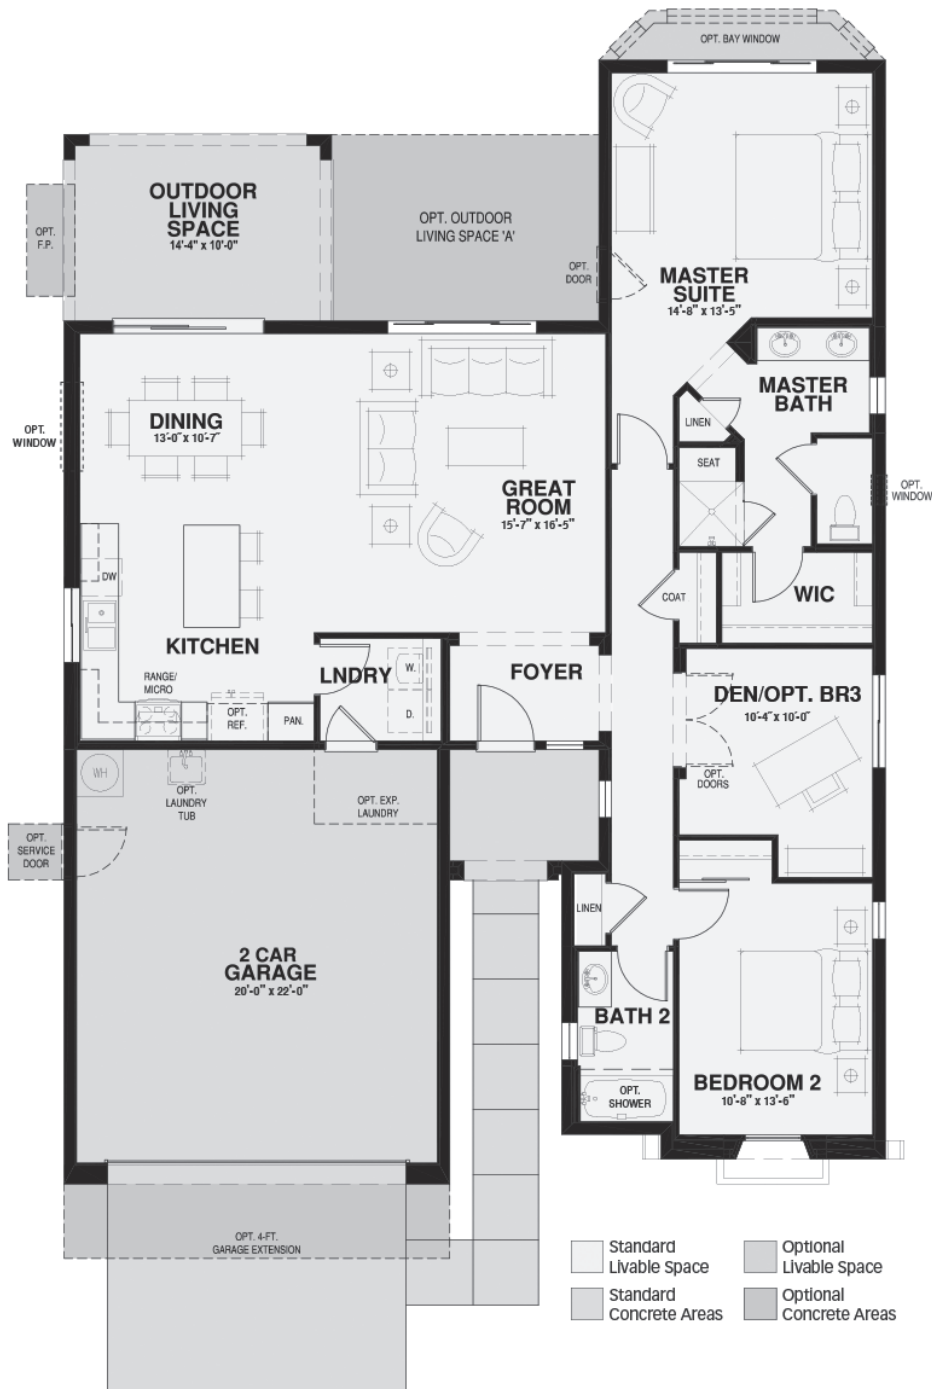 OPT. BAY WINDOW
OUTDOOR
LIVING
SPACE
14'-4" x 10'-0"
OPT.
F.P.
OPT. OUTDOOR
LIVING SPACE 'A'
OPT.
DOOR
MASTER
SUITE
14'-8" x 13'-5"
MASTER
BATH
LINEN
SEAT
OPT.
WINDOW
OPT.
WINDOW
DINING
13'-0" x 10'-7"
GREAT
ROOM
15'-7" x 16'-5"
DW
COAT
WIC
KITCHEN
RANGE/
MICRO
OPT.
REF.
PAN.
LNDRY
W.
D.
FOYER
DEN/OPT. BR3
10'-4" x 10'-0"
OPT.
DOORS
WH
OPT.
LAUNDRY
TUB
OPT. EXP.
LAUNDRY
OPT.
SERVICE
DOOR
2 CAR
GARAGE
20'-0" x 22'-0"
LINEN
BATH 2
OPT.
SHOWER
BEDROOM 2
10'-8" x 13'-6"
OPT. 4-FT.
GARAGE EXTENSION
Standard
Livable Space
Optional
Livable Space
Standard
Concrete Areas
Optional
Concrete Areas